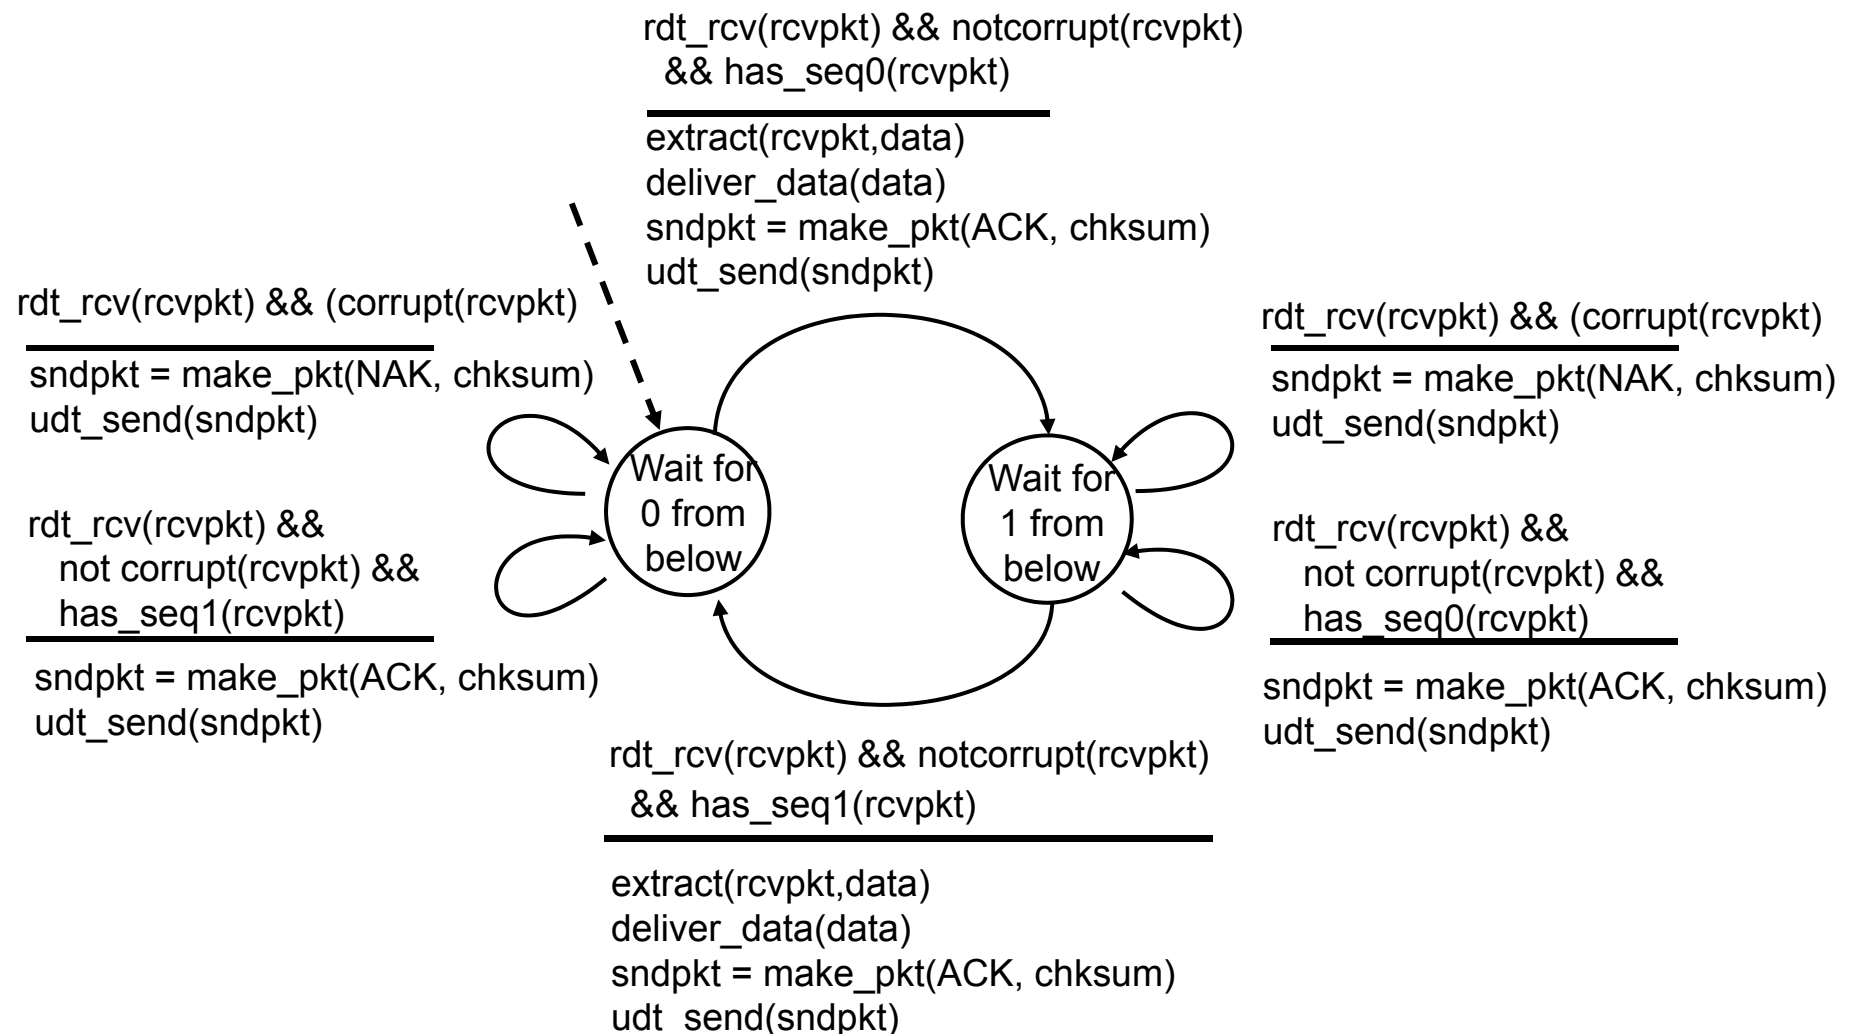 rdt_rcv(rcvpkt) && notcorrupt(rcvpkt)
&& has_seq0(rcvpkt)
extract(rcvpkt,data)
deliver_data(data)
sndpkt = make_pkt(ACK, chksum)
udt_send(sndpkt)
rdt_rcv(rcvpkt) && (corrupt(rcvpkt)
sndpkt = make_pkt(NAK, chksum)
udt_send(sndpkt)
rdt_rcv(rcvpkt) &&
not corrupt(rcvpkt) &&
has_seq1(rcvpkt)
sndpkt = make_pkt(ACK, chksum)
udt_send(sndpkt)
Wait for
0 from
below
Wait for
1 from
below
rdt_rcv(rcvpkt) && (corrupt(rcvpkt)
sndpkt = make_pkt(NAK, chksum)
udt_send(sndpkt)
rdt_rcv(rcvpkt) &&
not corrupt(rcvpkt) &&
has_seq0(rcvpkt)
sndpkt = make_pkt(ACK, chksum)
udt_send(sndpkt)
rdt_rcv(rcvpkt) && notcorrupt(rcvpkt)
&& has_seq1(rcvpkt)
extract(rcvpkt,data)
deliver_data(data)
sndpkt = make_pkt(ACK, chksum)
udt_send(sndpkt)